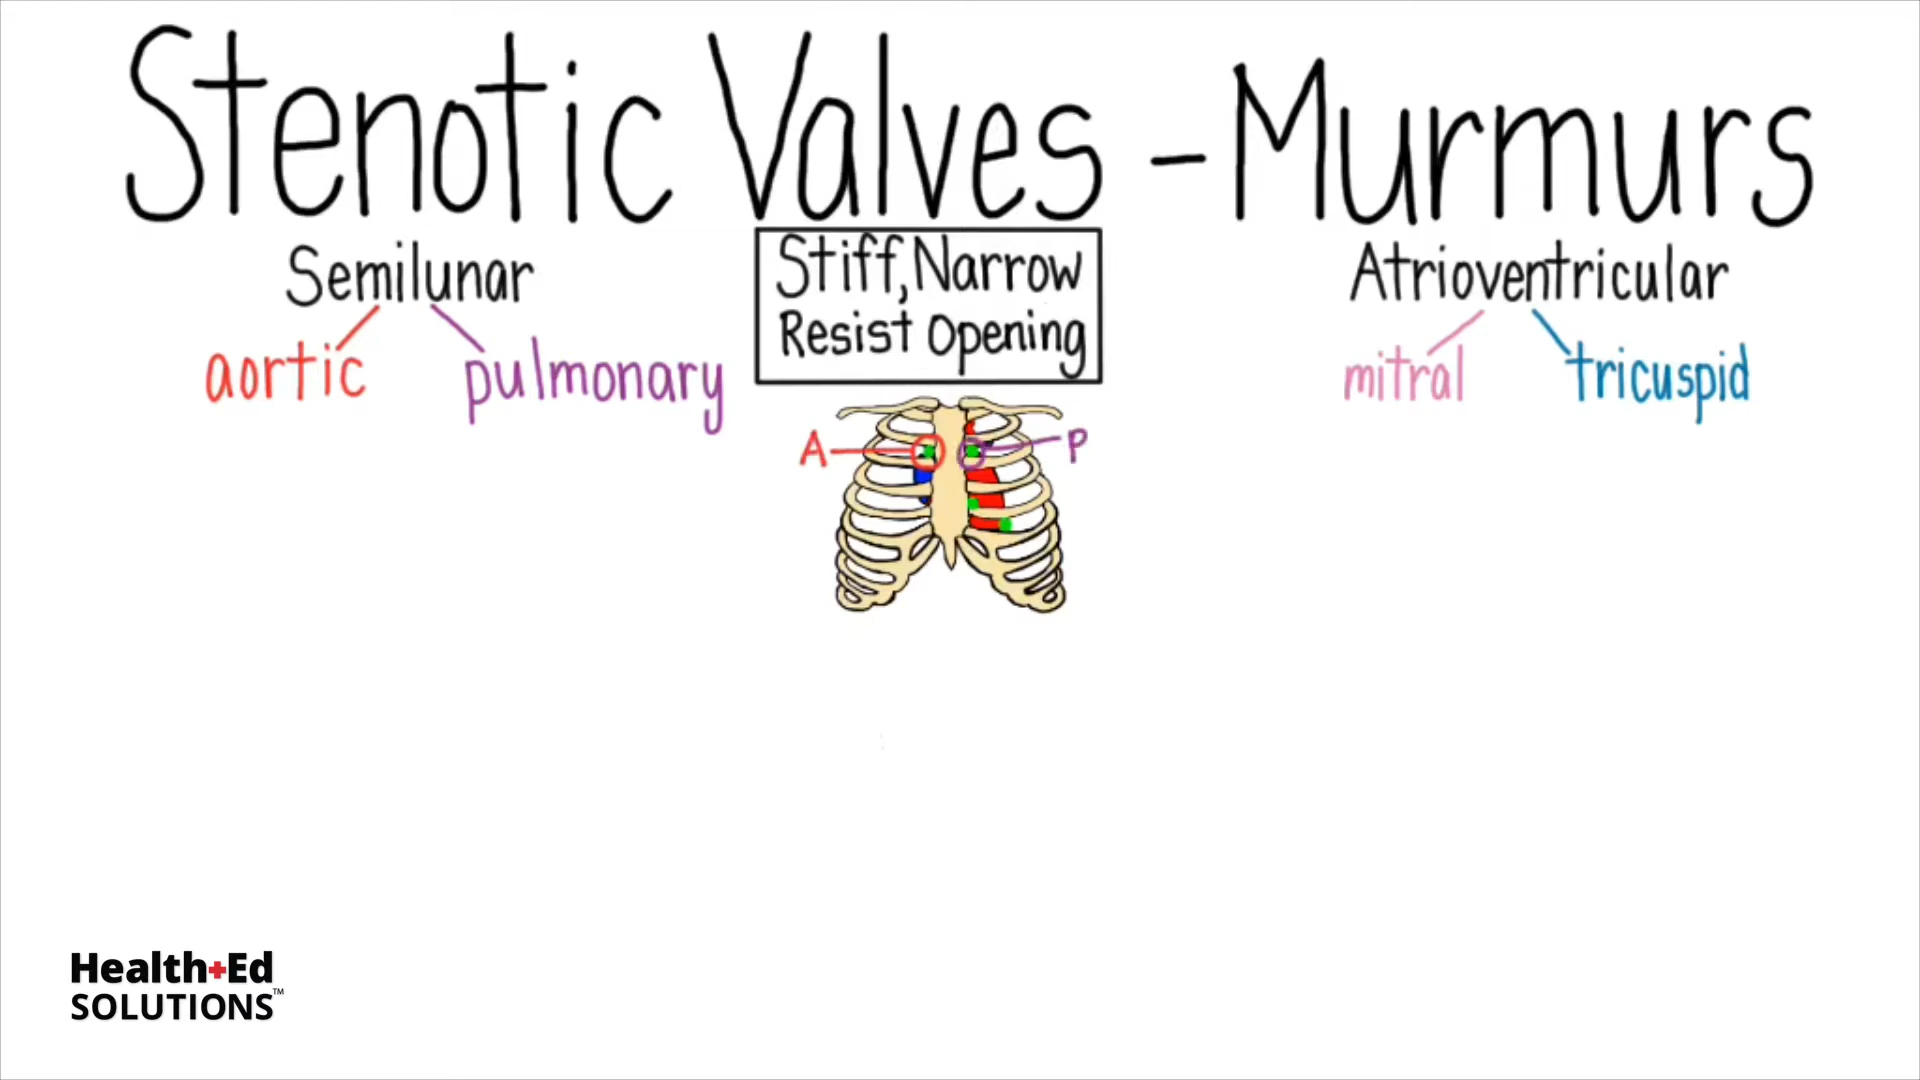 Stenotic Valves - Murmurs
Semilunar
aortic
pulmonary
Stiff, Narrow
Resist Opening
Atrioventricular
mitral
tricuspid
A
P
Health+Ed
SOLUTIONS™